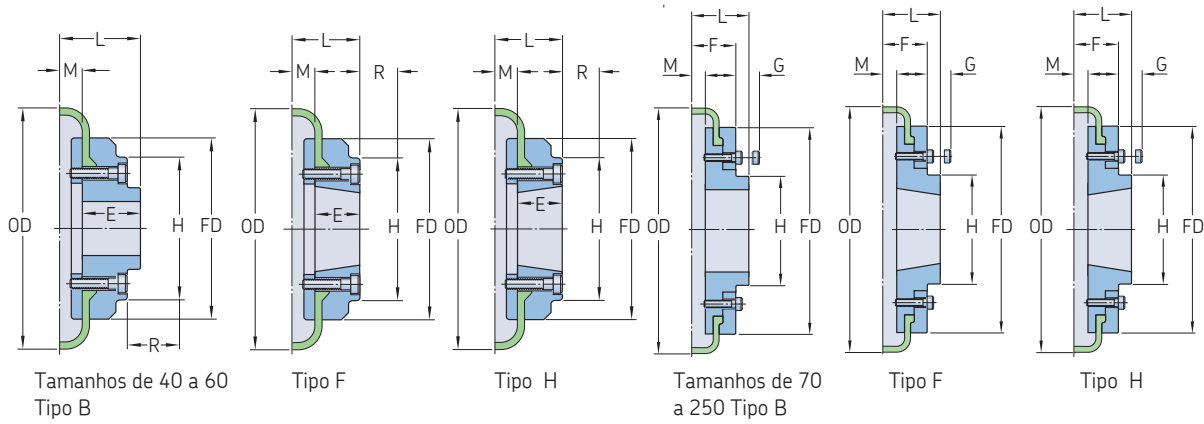 L
M
OD
E
H
FD
R
Tamanhos de 40 a 60
Tipo B
L
M
R
OD
E
H
FD
Tipo F
L
M
R
OD
E
H
FD
Tipo H
L
F
M
G
OD
H
FD
Tamanhos de 70
a 250 Tipo B
L
F
M
G
OD
H
FD
Tipo F
L
F
M
G
OD
H
FD
Tipo H